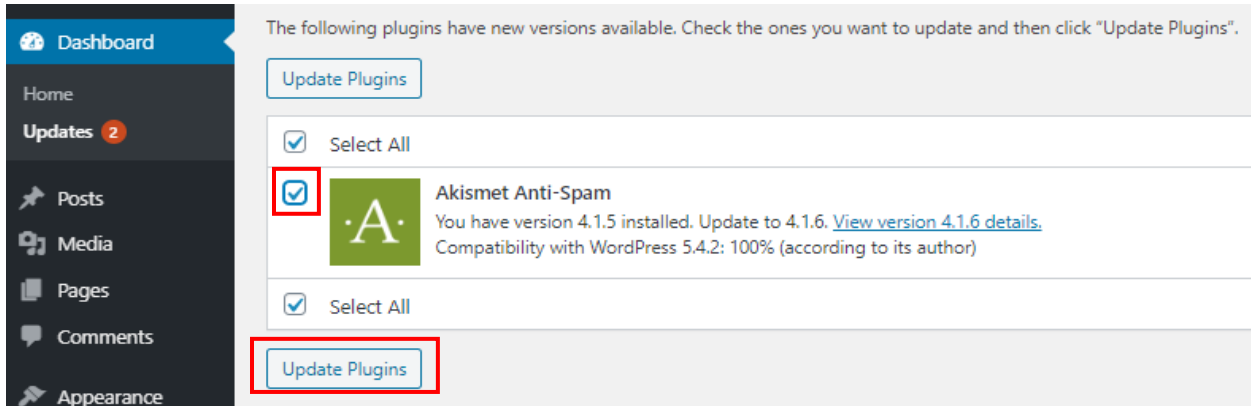 Dashboard
Home
Updates 2
Posts
Media
Pages
Comments
Appearance
The following plugins have new versions available. Check the ones you want to update and then click “Update Plugins”.
Update Plugins
Select All
·A·
Akismet Anti-Spam
You have version 4.1.5 installed. Update to 4.1.6. View version 4.1.6 details.
Compatibility with WordPress 5.4.2: 100% (according to its author)
Select All
Update Plugins